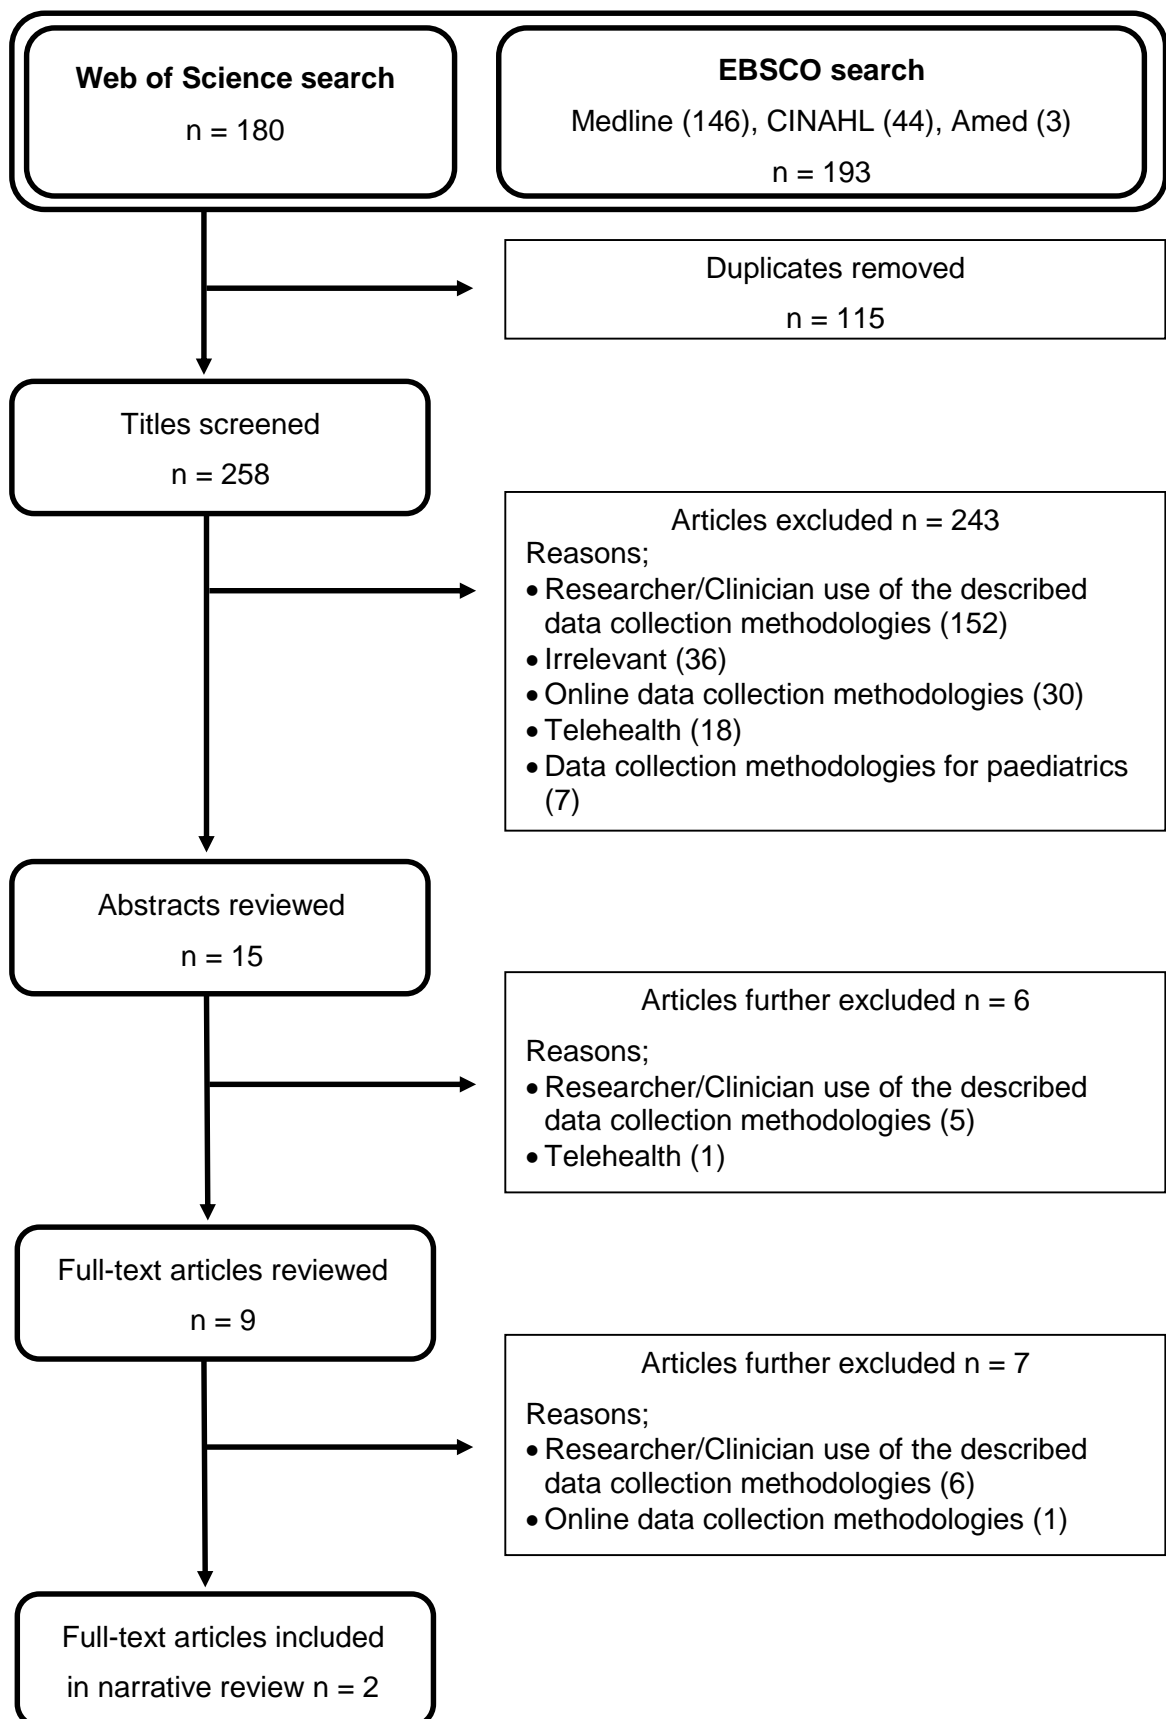 Web of Science search
n = 180
EBSCO search
Medline (146), CINAHL (44), Amed (3)
n = 193
Duplicates removed
n = 115
Titles screened
n = 258
Articles excluded n = 243
Reasons;
• Researcher/Clinician use of the described
data collection methodologies (152)
• Irrelevant (36)
• Online data collection methodologies (30)
• Telehealth (18)
• Data collection methodologies for paediatrics
(7)
Abstracts reviewed
n = 15
Articles further excluded n = 6
Reasons;
• Researcher/Clinician use of the described
data collection methodologies (5)
• Telehealth (1)
Full-text articles reviewed
n = 9
Articles further excluded n = 7
Reasons;
• Researcher/Clinician use of the described
data collection methodologies (6)
• Online data collection methodologies (1)
Full-text articles included
in narrative review n = 2